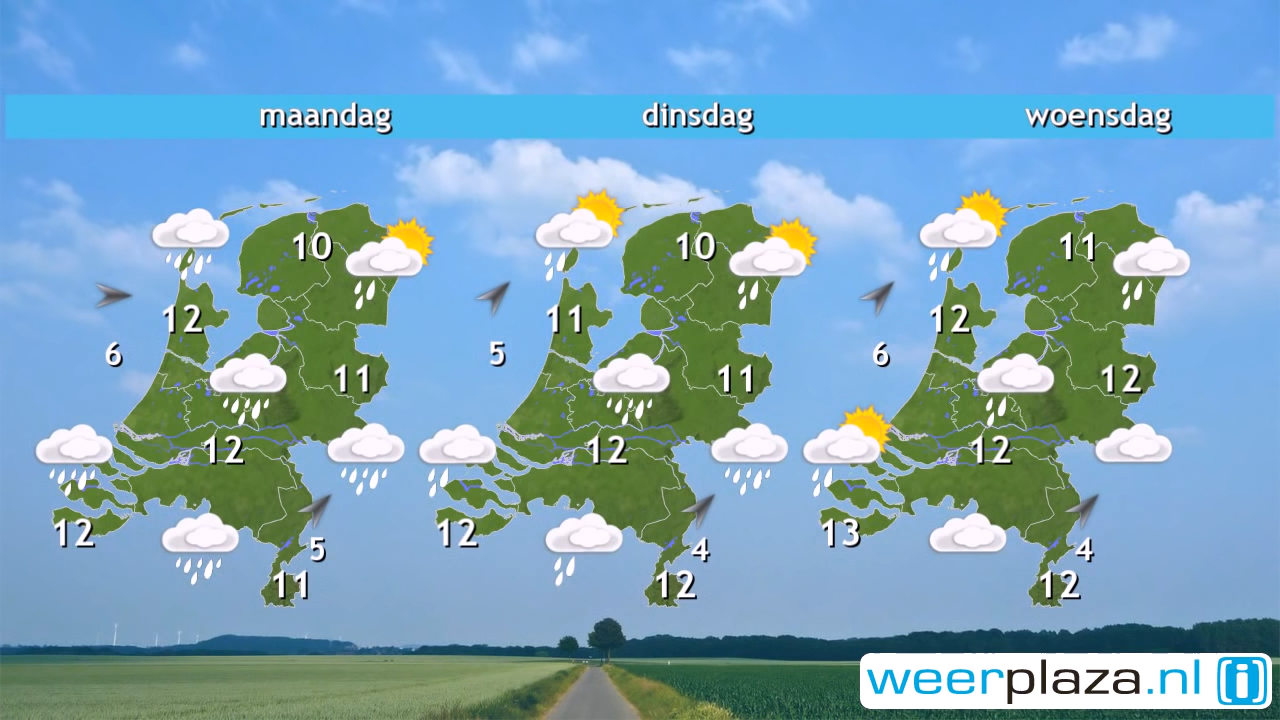 maandag dinsdag woensdag
10 10 11
12 11 12
6 5 6
11 11 12
12 12 12
12 12 13
5 4 4
11 12 12
weerplaza.nl i